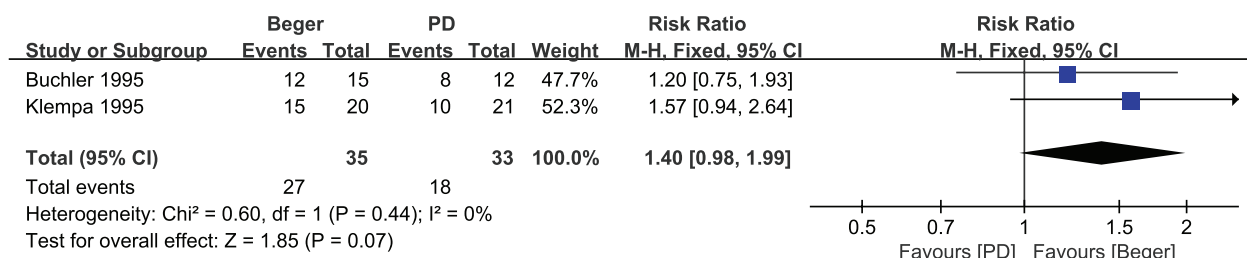 Beger PD Risk Ratio Risk Ratio
Study or Subgroup Events Total Events Total Weight M-H, Fixed, 95% CI M-H, Fixed, 95% CI
Buchler 1995 12 15 8 12 47.7% 1.20 [0.75, 1.93]
Klempa 1995 15 20 10 21 52.3% 1.57 [0.94, 2.64]
Total (95% CI) 35 33 100.0% 1.40 [0.98, 1.99]
Total events 27 18
Heterogeneity: Chi² = 0.60, df = 1 (P = 0.44); I² = 0%
Test for overall effect: Z = 1.85 (P = 0.07)
0.5 0.7 1 1.5 2
Favours [PD] Favours [Beger]